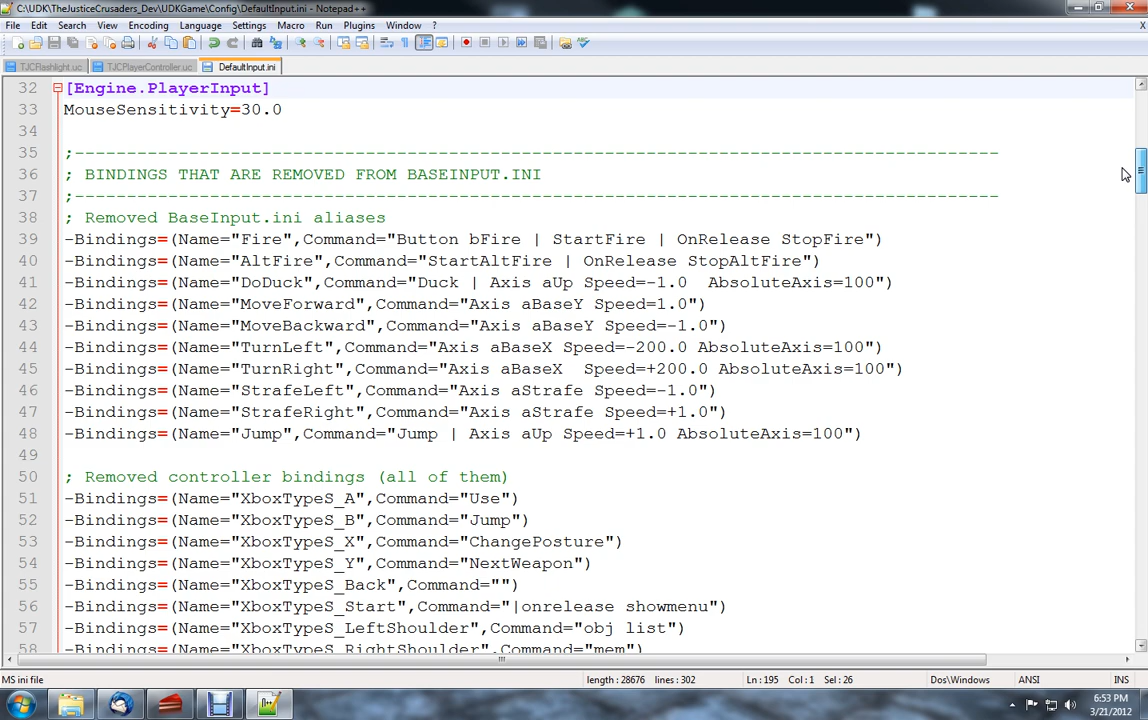 C:\UDK\TheJusticeCrusaders_Dev\UDKGame\Config\DefaultInput.ini - Notepad++
File Edit Search View Encoding Language Settings Macro Run Plugins Window ? X
TJCFlashlight.uc TJCPlayerController.uc DefaultInput.ini
32 [Engine.PlayerInput]
33 MouseSensitivity=30.0
34
35 ;-----------------------------------------------------------------------------------------
36 ; BINDINGS THAT ARE REMOVED FROM BASEINPUT.INI
37 ;-----------------------------------------------------------------------------------------
38 ; Removed BaseInput.ini aliases
39 -Bindings=(Name="Fire",Command="Button bFire | StartFire | OnRelease StopFire")
40 -Bindings=(Name="AltFire",Command="StartAltFire | OnRelease StopAltFire")
41 -Bindings=(Name="DoDuck",Command="Duck | Axis aUp Speed=-1.0  AbsoluteAxis=100")
42 -Bindings=(Name="MoveForward",Command="Axis aBaseY Speed=1.0")
43 -Bindings=(Name="MoveBackward",Command="Axis aBaseY Speed=-1.0")
44 -Bindings=(Name="TurnLeft",Command="Axis aBaseX Speed=-200.0 AbsoluteAxis=100")
45 -Bindings=(Name="TurnRight",Command="Axis aBaseX  Speed=+200.0 AbsoluteAxis=100")
46 -Bindings=(Name="StrafeLeft",Command="Axis aStrafe Speed=-1.0")
47 -Bindings=(Name="StrafeRight",Command="Axis aStrafe Speed=+1.0")
48 -Bindings=(Name="Jump",Command="Jump | Axis aUp Speed=+1.0 AbsoluteAxis=100")
49
50 ; Removed controller bindings (all of them)
51 -Bindings=(Name="XboxTypeS_A",Command="Use")
52 -Bindings=(Name="XboxTypeS_B",Command="Jump")
53 -Bindings=(Name="XboxTypeS_X",Command="ChangePosture")
54 -Bindings=(Name="XboxTypeS_Y",Command="NextWeapon")
55 -Bindings=(Name="XboxTypeS_Back",Command="")
56 -Bindings=(Name="XboxTypeS_Start",Command="|onrelease showmenu")
57 -Bindings=(Name="XboxTypeS_LeftShoulder",Command="obj list")
58 -Bindings=(Name="XboxTypeS_RightShoulder",Command="mem")
MS ini file length : 28676 lines : 302 Ln : 195 Col : 1 Sel : 26 Dos\Windows ANSI INS
6:53 PM
3/21/2012